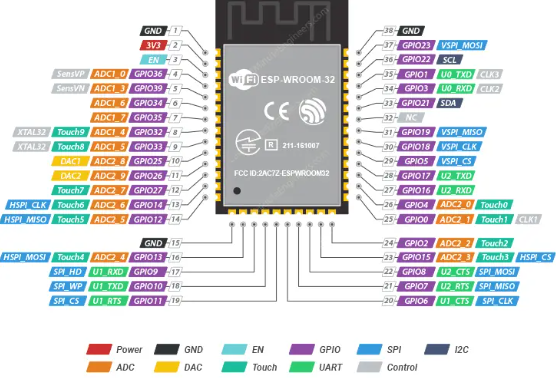 GND 1
3V3 2
EN 3
SensVP ADC1_0 GPIO36 4
SensVN ADC1_3 GPIO39 5
ADC1_6 GPIO34 6
ADC1_7 GPIO35 7
XTAL32 Touch9 ADC1_4 GPIO32 8
XTAL32 Touch8 ADC1_5 GPIO33 9
DAC1 ADC2_8 GPIO25 10
DAC2 ADC2_9 GPIO26 11
Touch7 ADC2_7 GPIO27 12
HSPI_CLK Touch6 ADC2_6 GPIO14 13
HSPI_MISO Touch5 ADC2_5 GPIO12 14
GND 15
HSPI_MOSI Touch4 ADC2_4 GPIO13 16
SPI_HD U1_RXD GPIO9 17
SPI_WP U1_TXD GPIO10 18
SPI_CS U1_RTS GPIO11 19
WiFi ESP-WROOM-32
CE
R 211-161007
FCC ID:2AC7Z-ESPWROOM32
38 GND
37 GPIO23 VSPI_MOSI
36 GPIO22 SCL
35 GPIO1 U0_TXD CLK3
34 GPIO3 U0_RXD CLK2
33 GPIO21 SDA
32 NC
31 GPIO19 VSPI_MISO
30 GPIO18 VSPI_CLK
29 GPIO5 VSPI_CS
28 GPIO17 U2_TXD
27 GPIO16 U2_RXD
26 GPIO4 ADC2_0 Touch0
25 GPIO0 ADC2_1 Touch1 CLK1
24 GPIO2 ADC2_2 Touch2
23 GPIO15 ADC2_3 Touch3 HSPI_CS
22 GPIO8 U2_CTS SPI_MOSI
21 GPIO7 U2_RTS SPI_MISO
20 GPIO6 U1_CTS SPI_CLK
Power GND EN GPIO SPI I2C
ADC DAC Touch UART Control